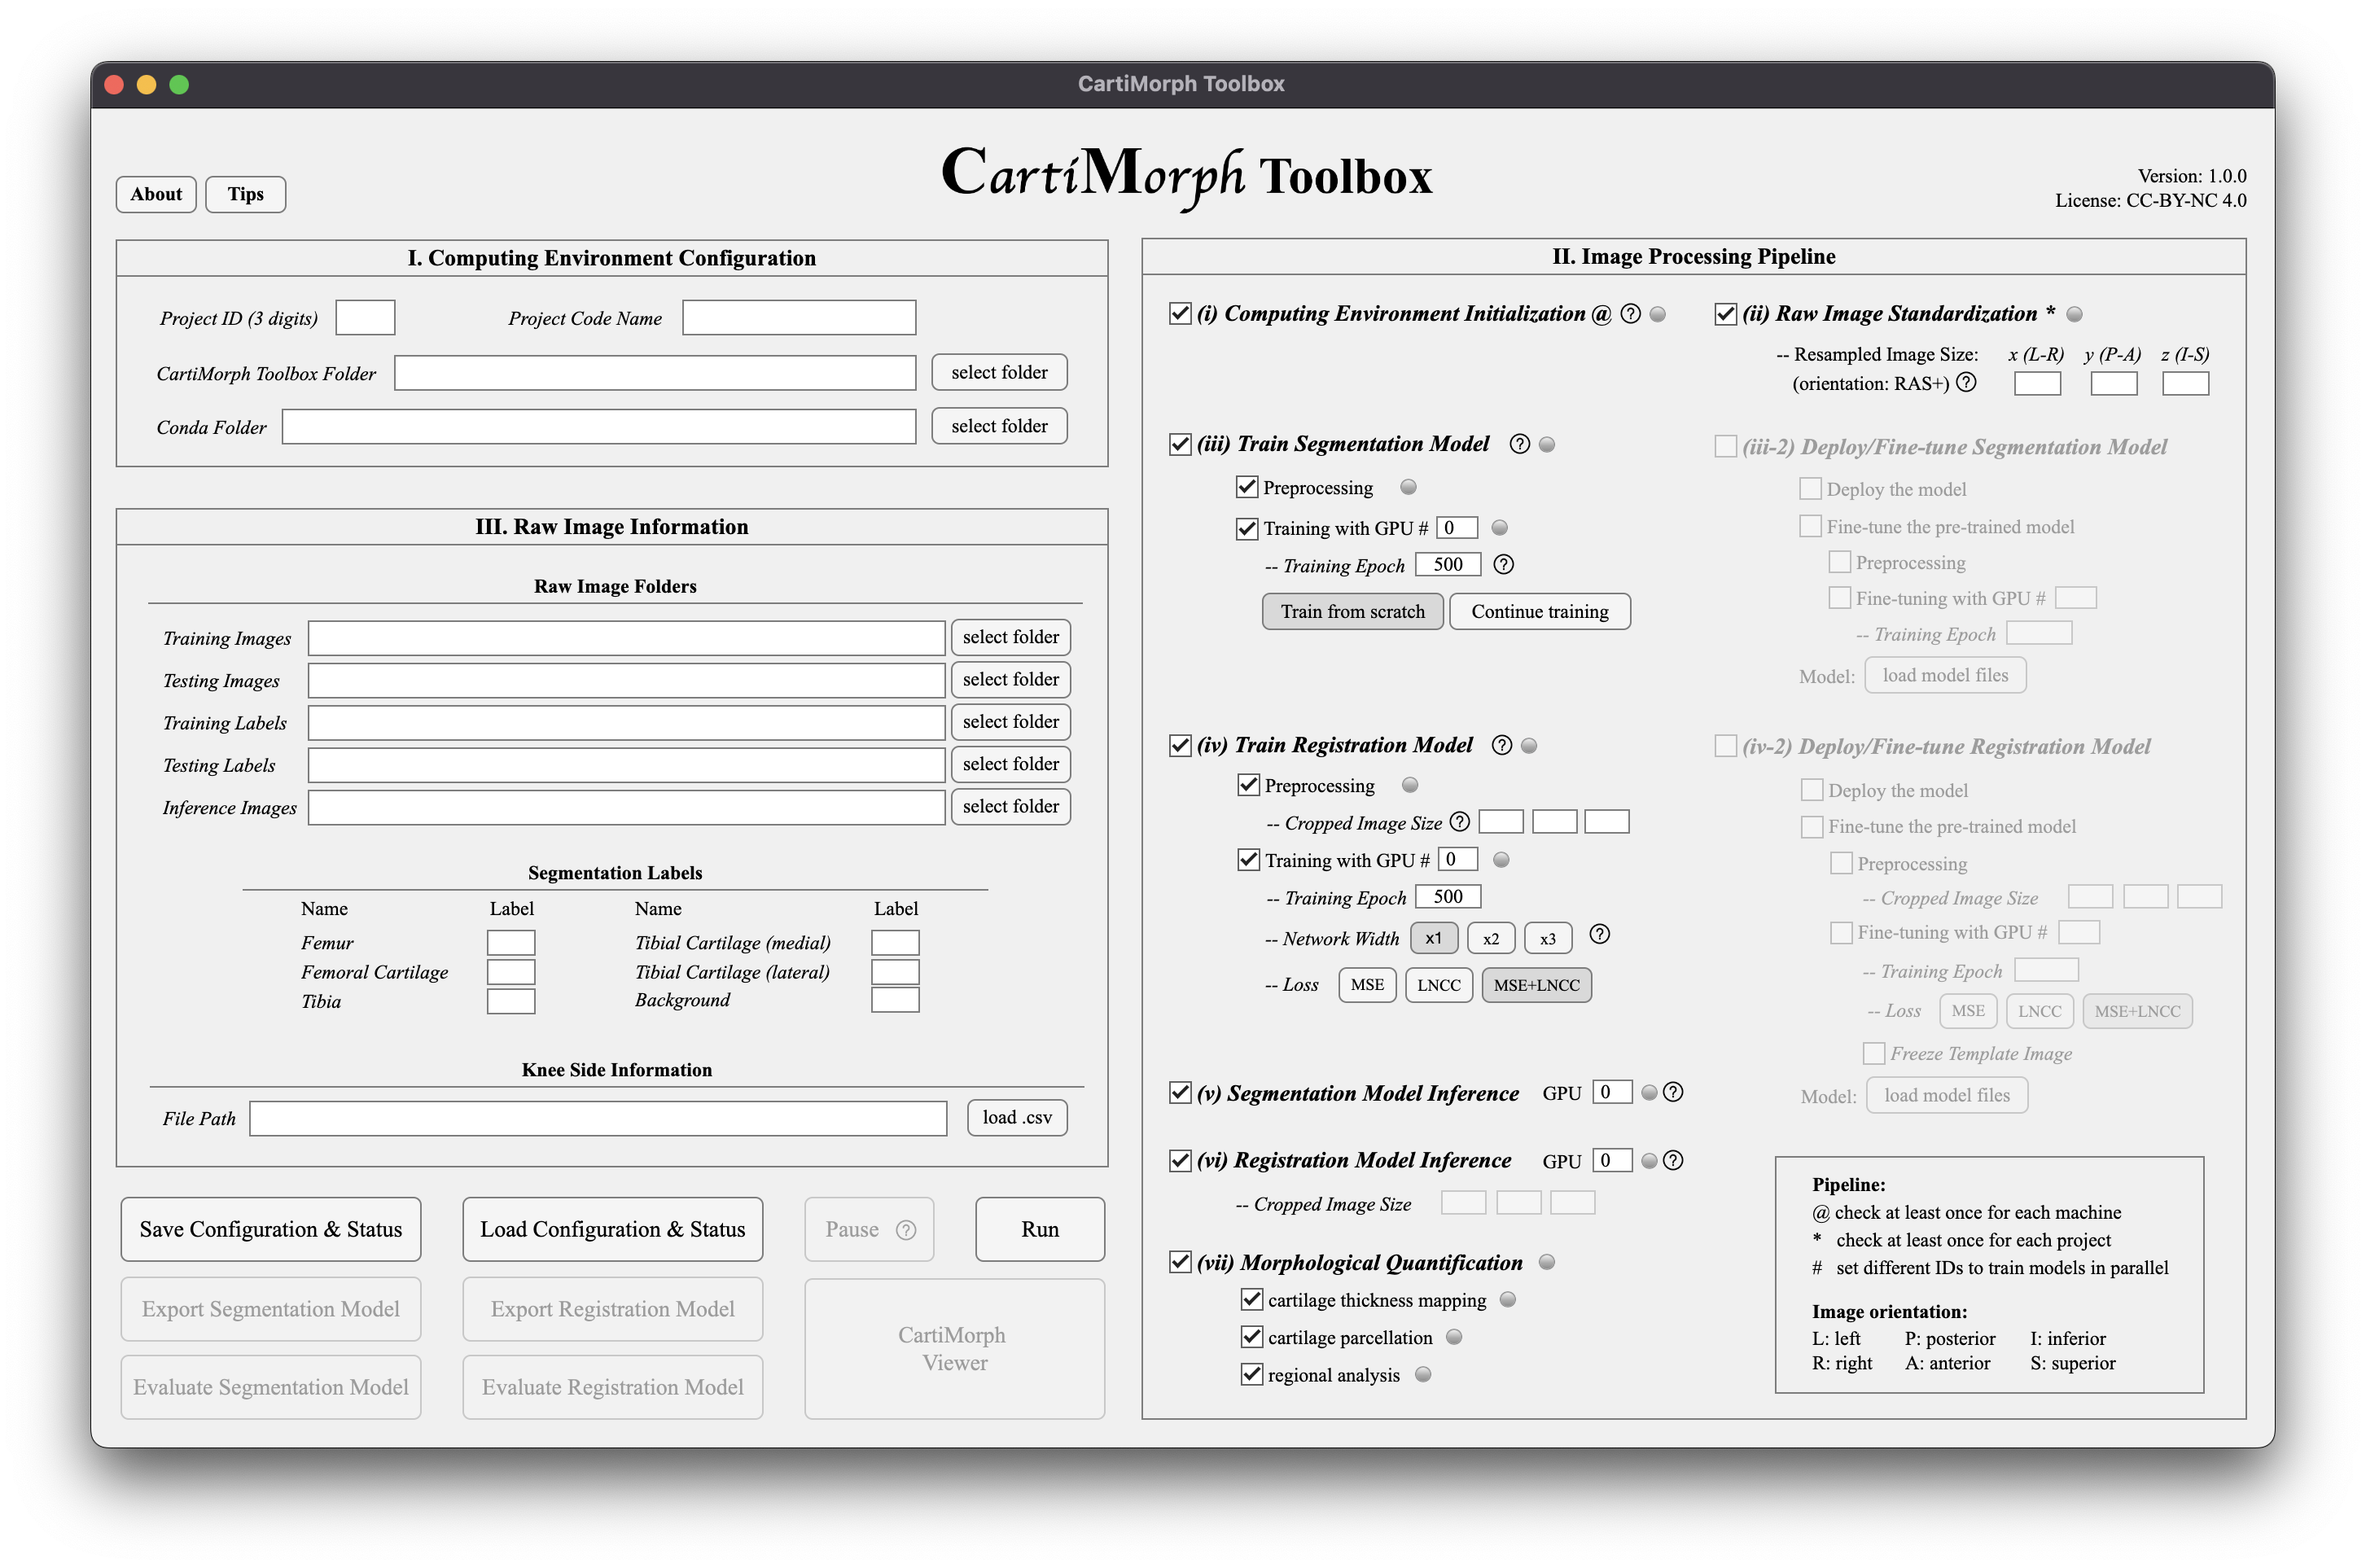 CartiMorph Toolbox
CartiMorph Toolbox
About
Tips
Version: 1.0.0
License: CC-BY-NC 4.0
I. Computing Environment Configuration
Project ID (3 digits)
Project Code Name
CartiMorph Toolbox Folder
select folder
Conda Folder
select folder
III. Raw Image Information
Raw Image Folders
Training Images
select folder
Testing Images
select folder
Training Labels
select folder
Testing Labels
select folder
Inference Images
select folder
Segmentation Labels
Name Label Name Label
Femur Tibial Cartilage (medial)
Femoral Cartilage Tibial Cartilage (lateral)
Tibia Background
Knee Side Information
File Path
load .csv
Save Configuration & Status
Load Configuration & Status
Pause ?
Run
Export Segmentation Model
Export Registration Model
CartiMorph
Viewer
Evaluate Segmentation Model
Evaluate Registration Model
II. Image Processing Pipeline
(i) Computing Environment Initialization @ ?
(ii) Raw Image Standardization *
-- Resampled Image Size: x (L-R) y (P-A) z (I-S)
(orientation: RAS+) ?
(iii) Train Segmentation Model ?
Preprocessing
Training with GPU # 0
-- Training Epoch 500 ?
Train from scratch
Continue training
(iii-2) Deploy/Fine-tune Segmentation Model
Deploy the model
Fine-tune the pre-trained model
Preprocessing
Fine-tuning with GPU #
-- Training Epoch
Model: load model files
(iv) Train Registration Model ?
Preprocessing
-- Cropped Image Size ?
Training with GPU # 0
-- Training Epoch 500
-- Network Width x1 x2 x3 ?
-- Loss MSE LNCC MSE+LNCC
(iv-2) Deploy/Fine-tune Registration Model
Deploy the model
Fine-tune the pre-trained model
Preprocessing
-- Cropped Image Size
Fine-tuning with GPU #
-- Training Epoch
-- Loss MSE LNCC MSE+LNCC
Freeze Template Image
Model: load model files
(v) Segmentation Model Inference GPU 0 ?
(vi) Registration Model Inference GPU 0 ?
-- Cropped Image Size
(vii) Morphological Quantification
cartilage thickness mapping
cartilage parcellation
regional analysis
Pipeline:
@ check at least once for each machine
* check at least once for each project
# set different IDs to train models in parallel
Image orientation:
L: left P: posterior I: inferior
R: right A: anterior S: superior